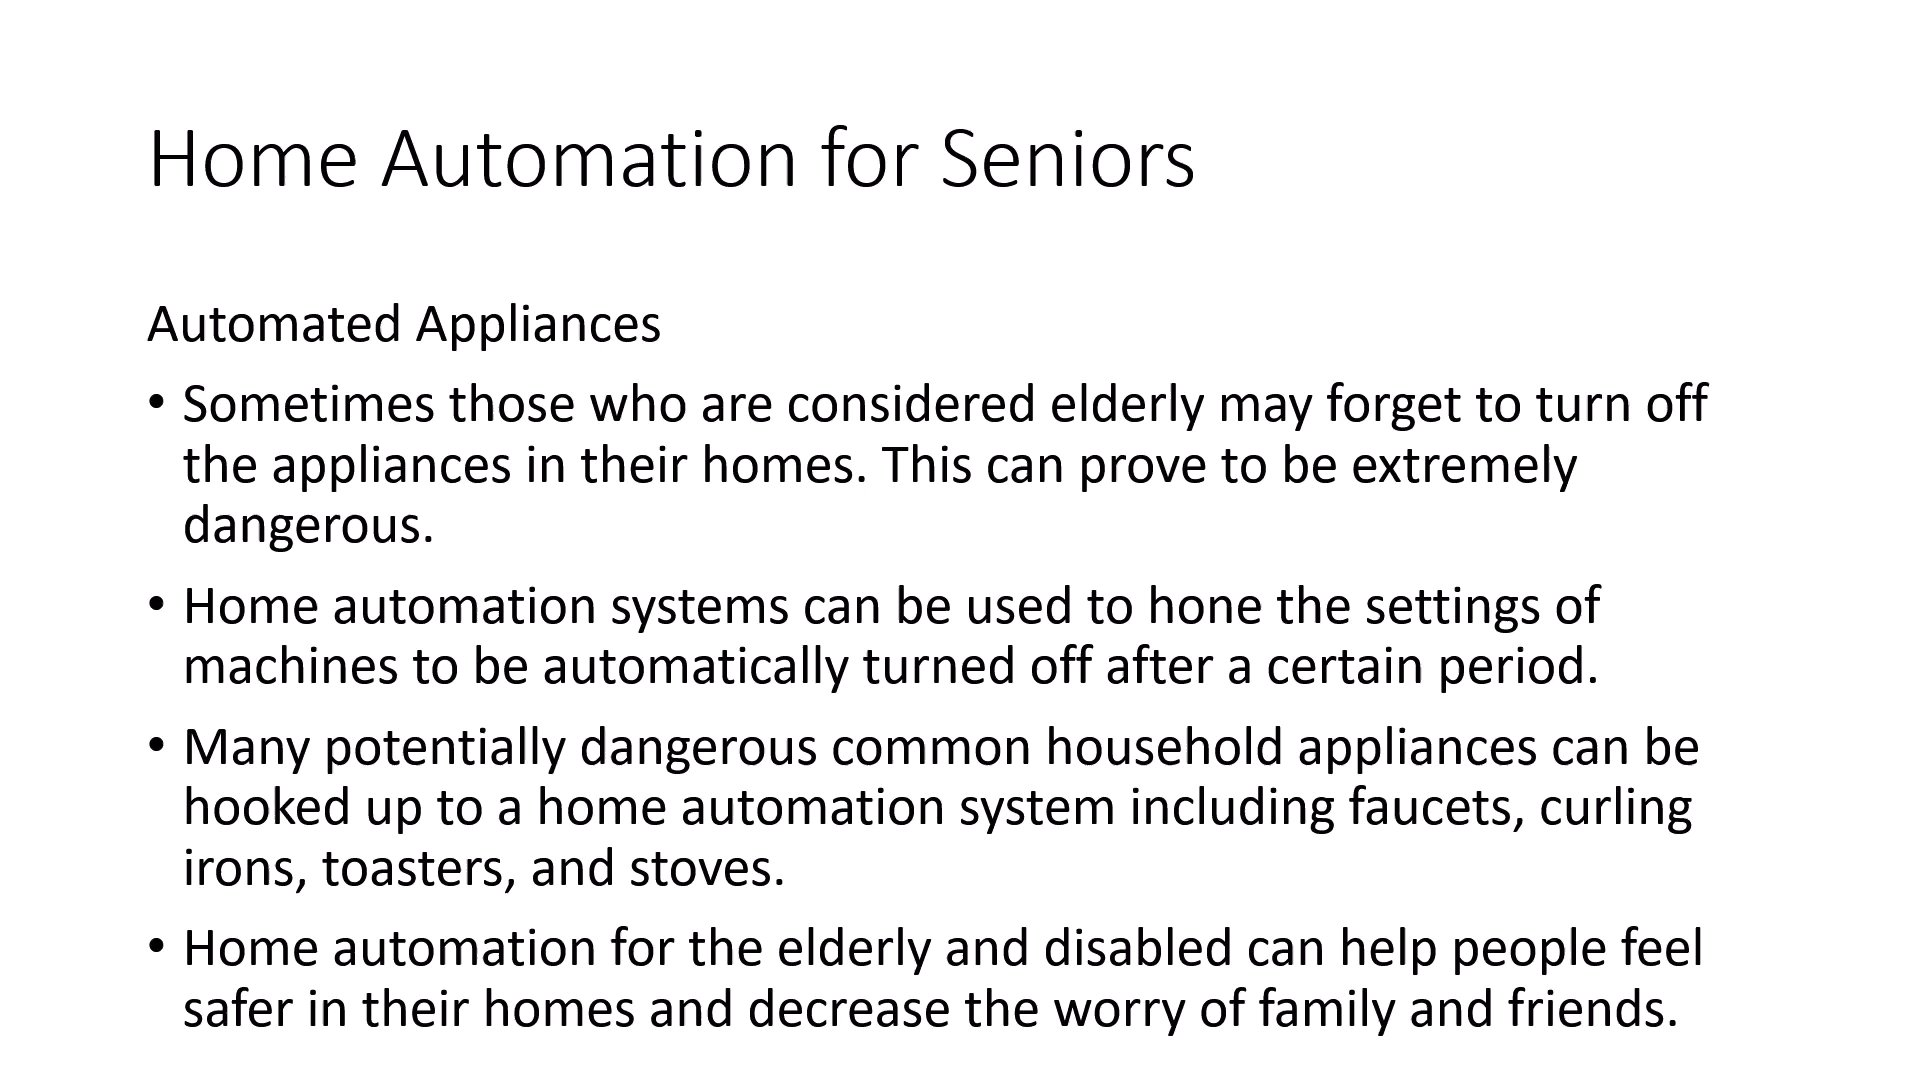 Home Automation for Seniors
Automated Appliances
• Sometimes those who are considered elderly may forget to turn off
the appliances in their homes. This can prove to be extremely
dangerous.
• Home automation systems can be used to hone the settings of
machines to be automatically turned off after a certain period.
• Many potentially dangerous common household appliances can be
hooked up to a home automation system including faucets, curling
irons, toasters, and stoves.
• Home automation for the elderly and disabled can help people feel
safer in their homes and decrease the worry of family and friends.